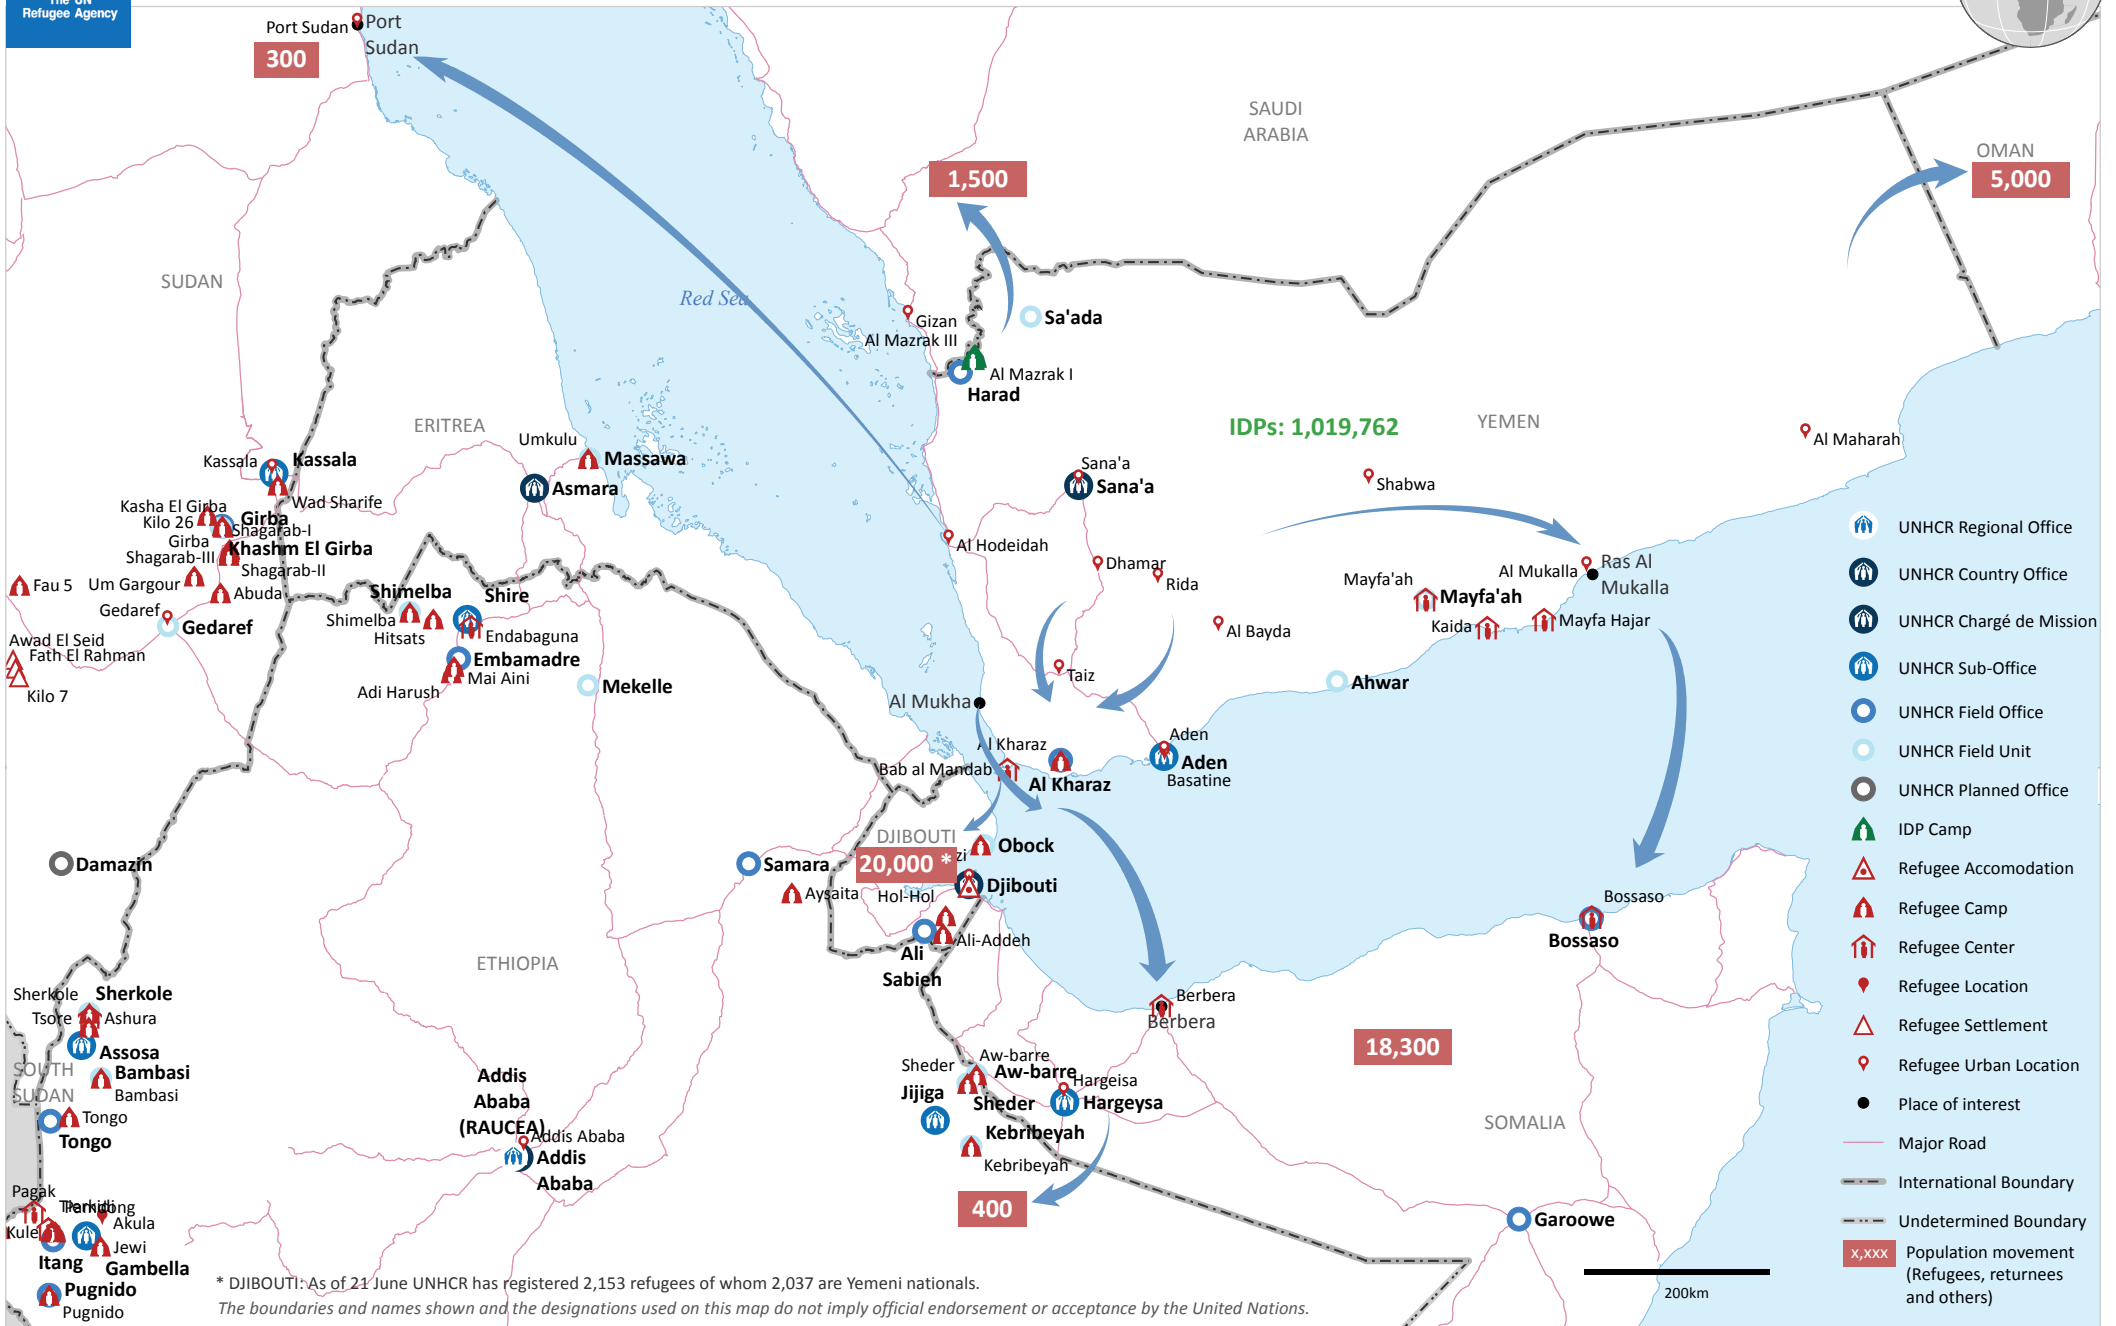 The UN
Refugee Agency
Port Sudan
Port
Sudan
300
SAUDI
ARABIA
OMAN
5,000
1,500
SUDAN
Red Sea
Gizan
Al Mazrak III
Sa'ada
Al Mazrak I
Harad
ERITREA
IDPs: 1,019,762
YEMEN
Al Maharah
Umkulu
Massawa
Asmara
Kassala
Kassala
Wad Sharife
Sana'a
Sana'a
Shabwa
Kasha El Girba
Kilo 26
Girba
Shagarab-I
Girba
Shagarab-III
Khashm El Girba
Shagarab-II
Al Hodeidah
Dhamar
Rida
Fau 5
Um Gargour
Abuda
Gedaref
Gedaref
Awad El Seid
Fath El Rahman
Kilo 7
Shimelba
Shimelba
Hitsats
Shire
Endabaguna
Embamadre
Mai Aini
Adi Harush
Mekelle
Al Bayda
Taiz
Al Mukha
Mayfa'ah
Mayfa'ah
Kaida
Al Mukalla
Ras Al
Mukalla
Mayfa Hajar
Ahwar
Al Kharaz
Bab al Mandab
Al Kharaz
Aden
Aden
Basatine
DJIBOUTI
20,000 *
zi
Obock
Djibouti
Hol-Hol
Ali-Addeh
Ali
Sabieh
Samara
Aysaita
Damazin
ETHIOPIA
Bossaso
Bossaso
Berbera
Berbera
18,300
Sherkole
Sherkole
Tsore
Ashura
Assosa
SOUTH
SUDAN
Bambasi
Bambasi
Tongo
Tongo
Addis
Ababa
(RAUCEA)
Addis Ababa
Addis
Ababa
Sheder
Aw-barre
Aw-barre
Jijiga
Sheder
Hargeisa
Hargeysa
Kebribeyah
Kebribeyah
SOMALIA
400
Garoowe
Pagak
Kule
Akula
Jewi
Itang
Gambella
Pugnido
Pugnido
UNHCR Regional Office
UNHCR Country Office
UNHCR Chargé de Mission
UNHCR Sub-Office
UNHCR Field Office
UNHCR Field Unit
UNHCR Planned Office
IDP Camp
Refugee Accomodation
Refugee Camp
Refugee Center
Refugee Location
Refugee Settlement
Refugee Urban Location
Place of interest
Major Road
International Boundary
Undetermined Boundary
x,xxx
Population movement
(Refugees, returnees
and others)
200km
* DJIBOUTI: As of 21 June UNHCR has registered 2,153 refugees of whom 2,037 are Yemeni nationals.
The boundaries and names shown and the designations used on this map do not imply official endorsement or acceptance by the United Nations.